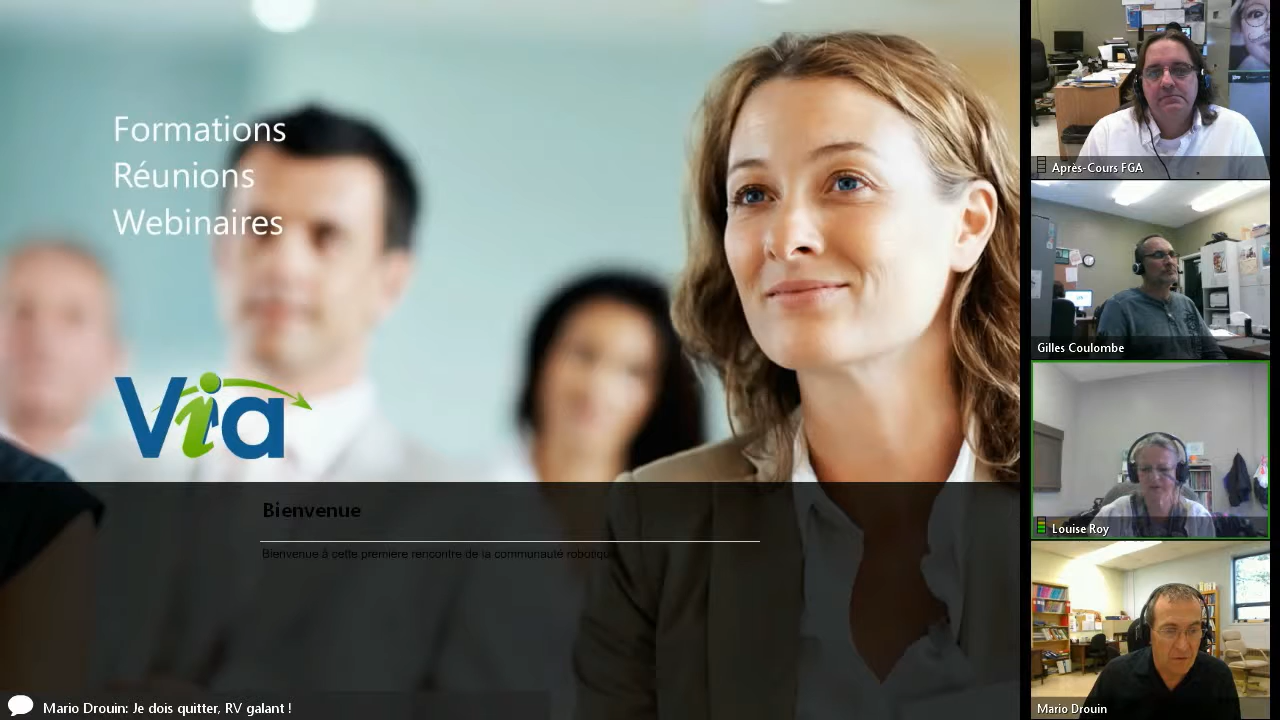 Formations
Réunions
Webinaires
Via
Bienvenue
Bienvenue à cette première rencontre de la communauté robotique
Mario Drouin: Je dois quitter, RV galant !
Après-Cours FGA
Gilles Coulombe
Louise Roy
Mario Drouin